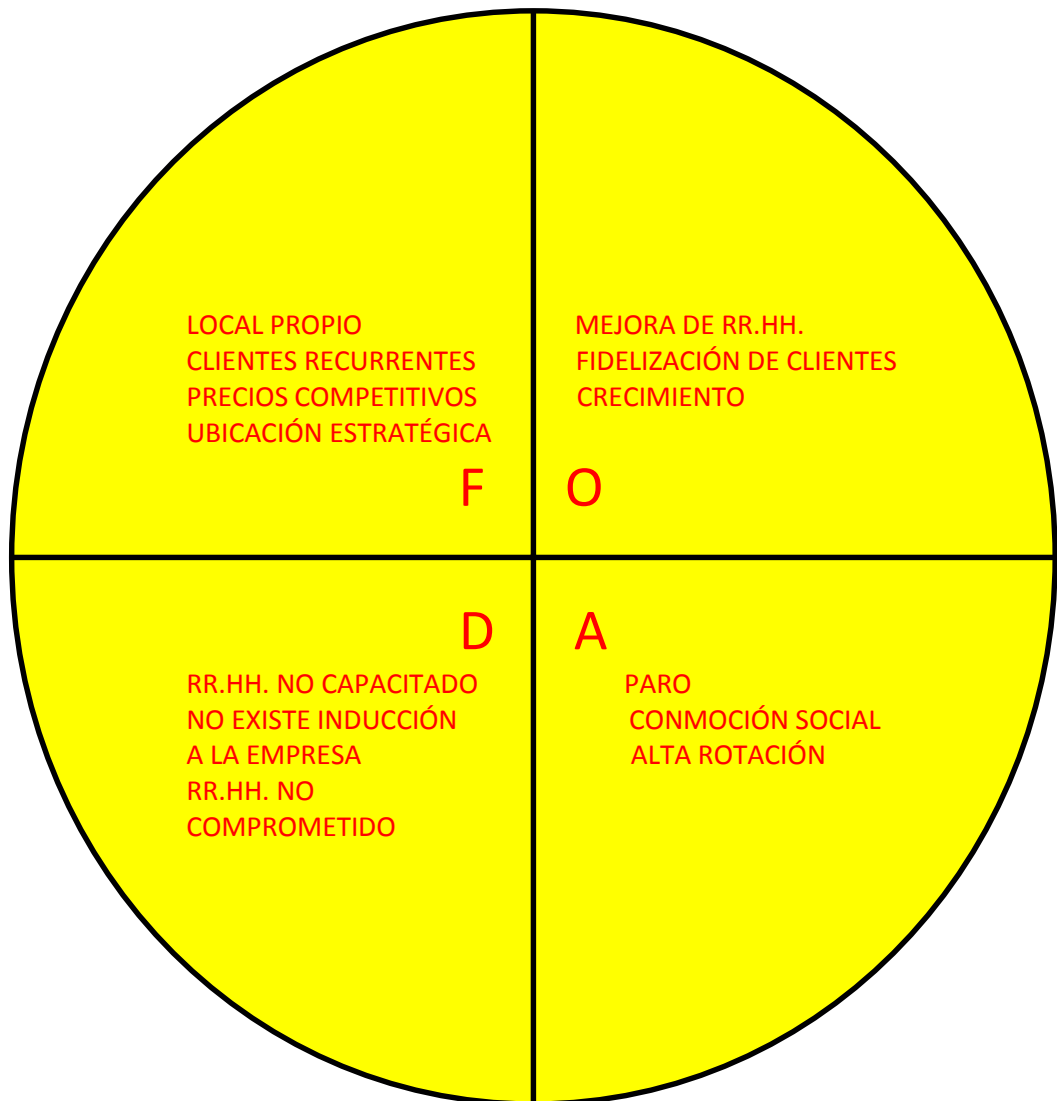 LOCAL PROPIO
CLIENTES RECURRENTES
PRECIOS COMPETITIVOS
UBICACIÓN ESTRATÉGICA
F
MEJORA DE RR.HH.
FIDELIZACIÓN DE CLIENTES
CRECIMIENTO
O
D
RR.HH. NO CAPACITADO
NO EXISTE INDUCCIÓN
A LA EMPRESA
RR.HH. NO
COMPROMETIDO
A
PARO
CONMOCIÓN SOCIAL
ALTA ROTACIÓN